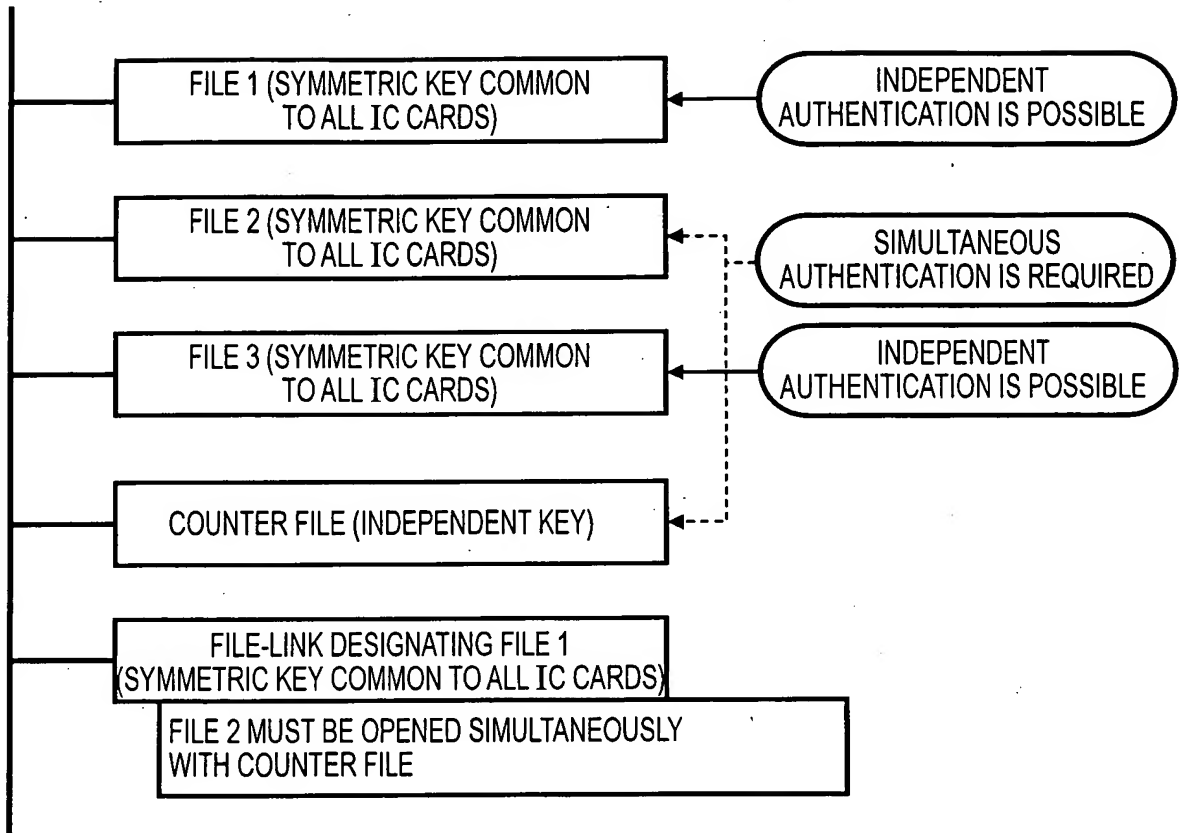 FILE 1 (SYMMETRIC KEY COMMON
TO ALL IC CARDS)
INDEPENDENT
AUTHENTICATION IS POSSIBLE
FILE 2 (SYMMETRIC KEY COMMON
TO ALL IC CARDS)
SIMULTANEOUS
AUTHENTICATION IS REQUIRED
FILE 3 (SYMMETRIC KEY COMMON
TO ALL IC CARDS)
INDEPENDENT
AUTHENTICATION IS POSSIBLE
COUNTER FILE (INDEPENDENT KEY)
FILE-LINK DESIGNATING FILE 1
(SYMMETRIC KEY COMMON TO ALL IC CARDS)
FILE 2 MUST BE OPENED SIMULTANEOUSLY
WITH COUNTER FILE